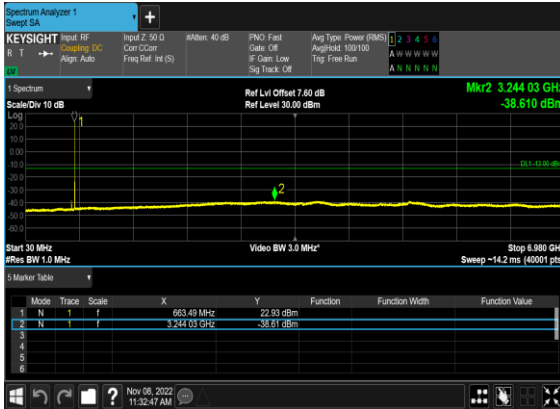 Spectrum Analyzer 1
Swept SA
+
KEYSIGHT Input: RF Input Z: 50 Ω #Atten: 40 dB PNO: Fast Avg Type: Power (RMS) 1 2 3 4 5 6
R T Coupling: DC Corr CCorr Gate: Off Avg|Hold: 100/100 A W W W W W
Align: Auto Freq Ref: Int (S) IF Gain: Low Trig: Free Run
Sig Track: Off A N N N N N
1 Spectrum
Ref Lvl Offset 7.60 dB Mkr2 3.244 03 GHz
Scale/Div 10 dB Ref Level 30.00 dBm -38.610 dBm
Log
1
20.0
10.0
0.00
-10.0
DL1 -13.00 dBm
-20.0
-30.0
2
-40.0
-50.0
-60.0
Start 30 MHz Video BW 3.0 MHz* Stop 6.980 GHz
#Res BW 1.0 MHz Sweep ~14.2 ms (40001 pts)
5 Marker Table
Mode Trace Scale X Y Function Function Width Function Value
1 N 1 f 663.49 MHz 22.93 dBm
2 N 1 f 3.244 03 GHz -38.61 dBm
3
4
5
6
?
Nov 08, 2022
11:32:47 AM